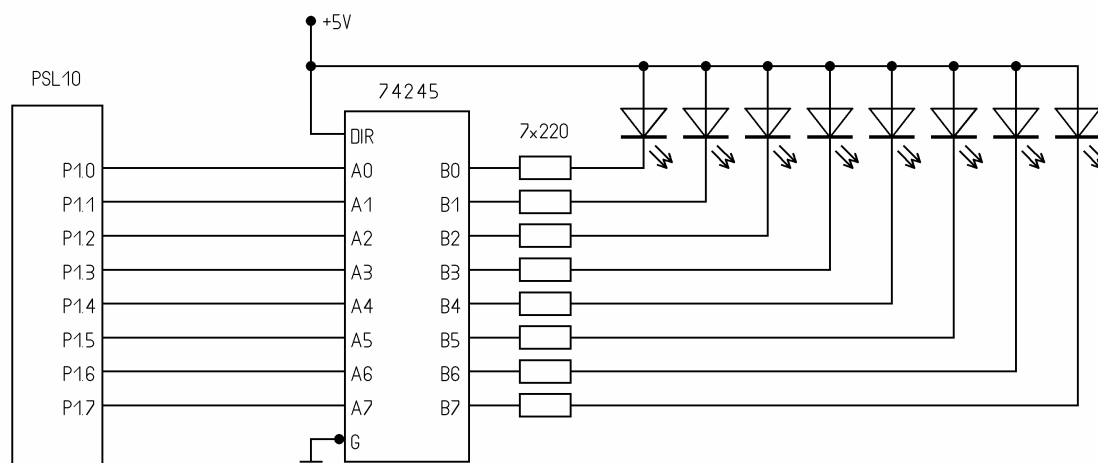 +5V
PSL10
74245
7x220
DIR
P1.0 A0 B0
P1.1 A1 B1
P1.2 A2 B2
P1.3 A3 B3
P1.4 A4 B4
P1.5 A5 B5
P1.6 A6 B6
P1.7 A7 B7
G